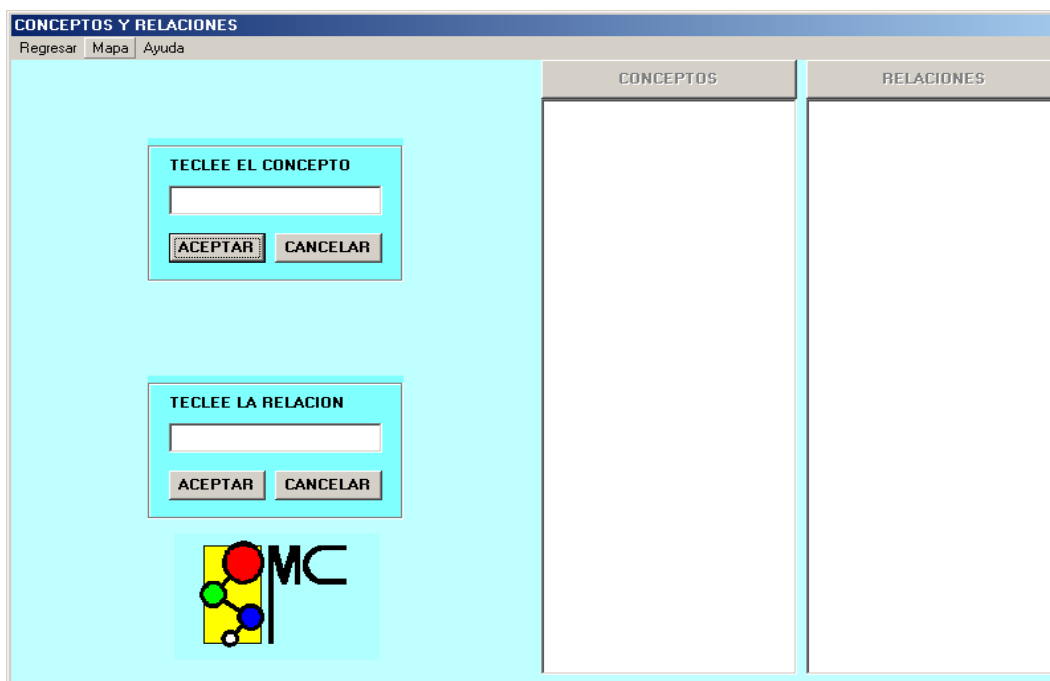 CONCEPTOS Y RELACIONES
Regresar Mapa Ayuda
CONCEPTOS RELACIONES
TECLEE EL CONCEPTO
ACEPTAR CANCELAR
TECLEE LA RELACION
ACEPTAR CANCELAR
MC